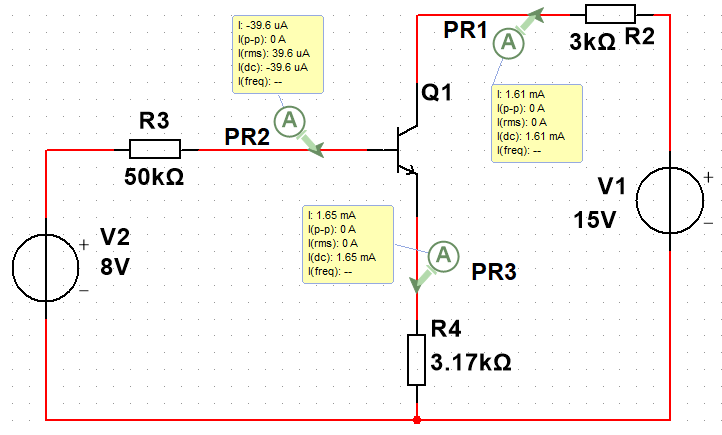 I: -39.6 uA
I(p-p): 0 A
I(rms): 39.6 uA
I(dc): -39.6 uA
I(freq): --
PR1
A
3kΩ
R2
Q1
I: 1.61 mA
I(p-p): 0 A
I(rms): 0 A
I(dc): 1.61 mA
I(freq): --
R3
PR2
A
50kΩ
V1
15V
+
−
I: 1.65 mA
I(p-p): 0 A
I(rms): 0 A
I(dc): 1.65 mA
I(freq): --
A
PR3
V2
8V
+
−
R4
3.17kΩ